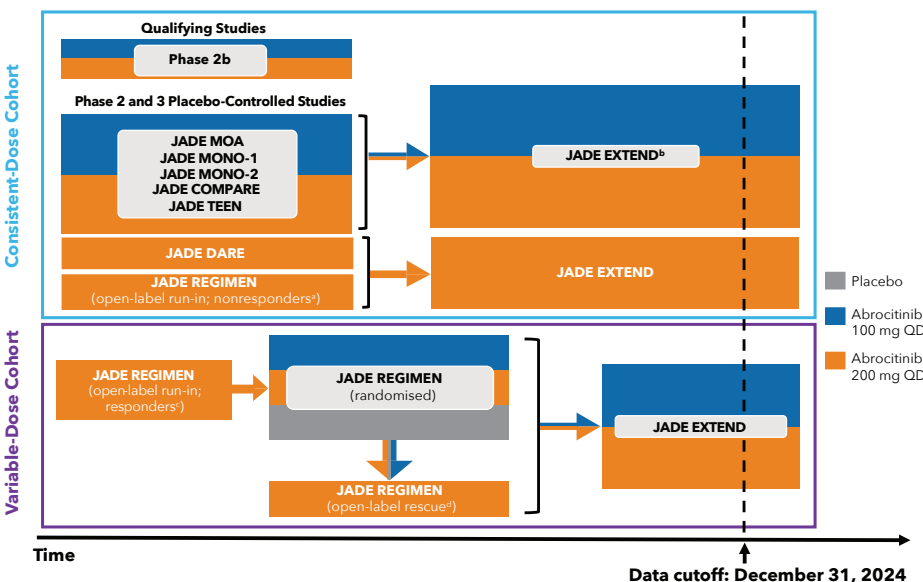 Consistent-Dose Cohort
Qualifying Studies
Phase 2b
Phase 2 and 3 Placebo-Controlled Studies
JADE MOA
JADE MONO-1
JADE MONO-2
JADE COMPARE
JADE TEEN
JADE EXTENDᵇ
JADE DARE
JADE REGIMEN
(open-label run-in; nonrespondersᵃ)
JADE EXTEND
Placebo
Abrocitinib
100 mg QD
Abrocitinib
200 mg QD
Variable-Dose Cohort
JADE REGIMEN
(open-label run-in;
respondersᶜ)
JADE REGIMEN
(randomised)
JADE REGIMEN
(open-label rescueᵈ)
JADE EXTEND
Time
Data cutoff: December 31, 2024